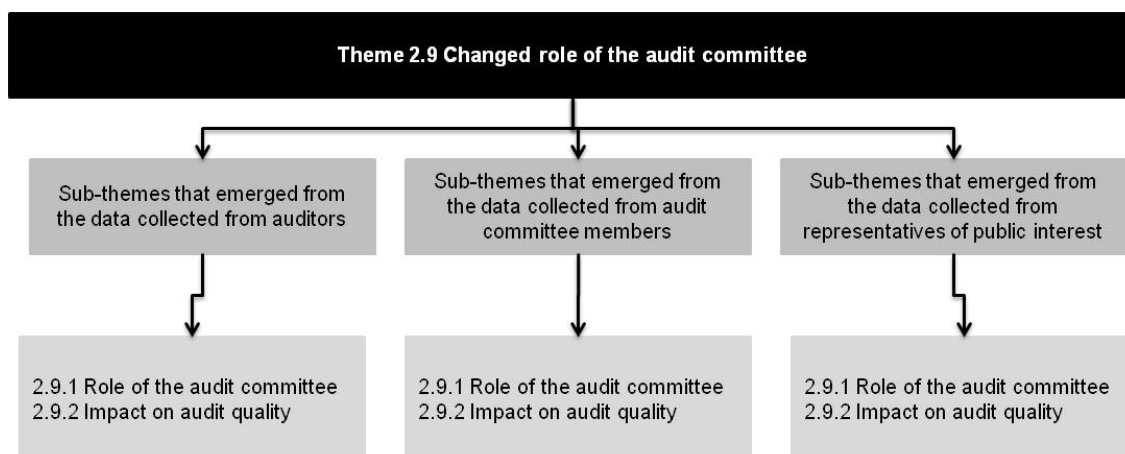 Theme 2.9 Changed role of the audit committee
Sub-themes that emerged from
the data collected from auditors
Sub-themes that emerged from
the data collected from audit
committee members
Sub-themes that emerged from
the data collected from
representatives of public interest
2.9.1 Role of the audit committee
2.9.2 Impact on audit quality
2.9.1 Role of the audit committee
2.9.2 Impact on audit quality
2.9.1 Role of the audit committee
2.9.2 Impact on audit quality